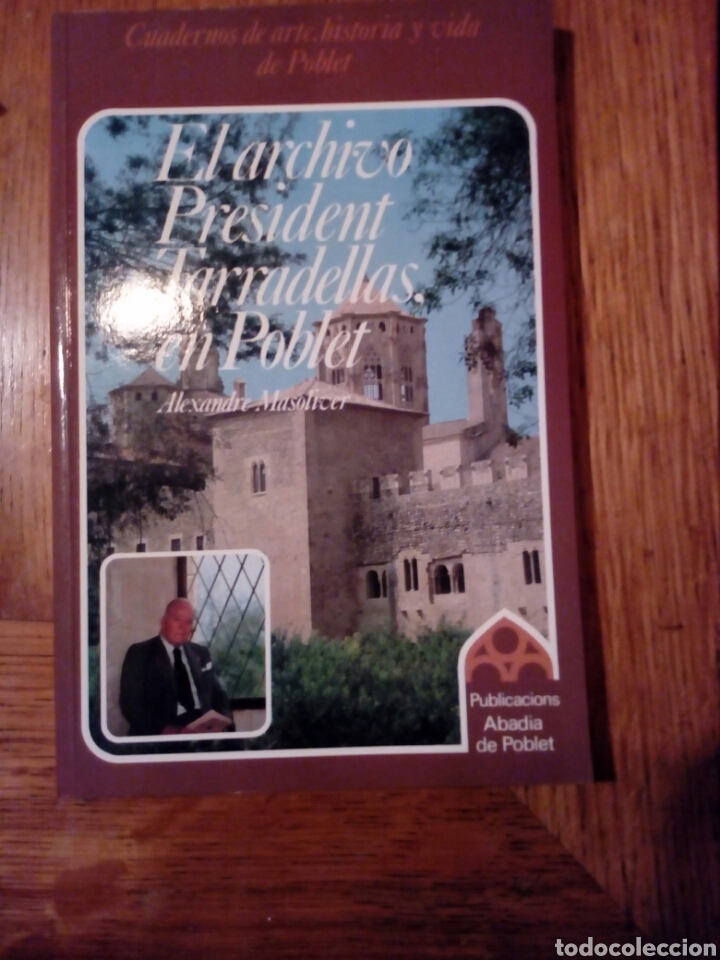 Cuadernos de arte, historia y vida
de Poblet
El archivo
President
Tarradellas,
en Poblet
Alexandre Masoliver
Publicacions
Abadia
de Poblet
todocoleccion